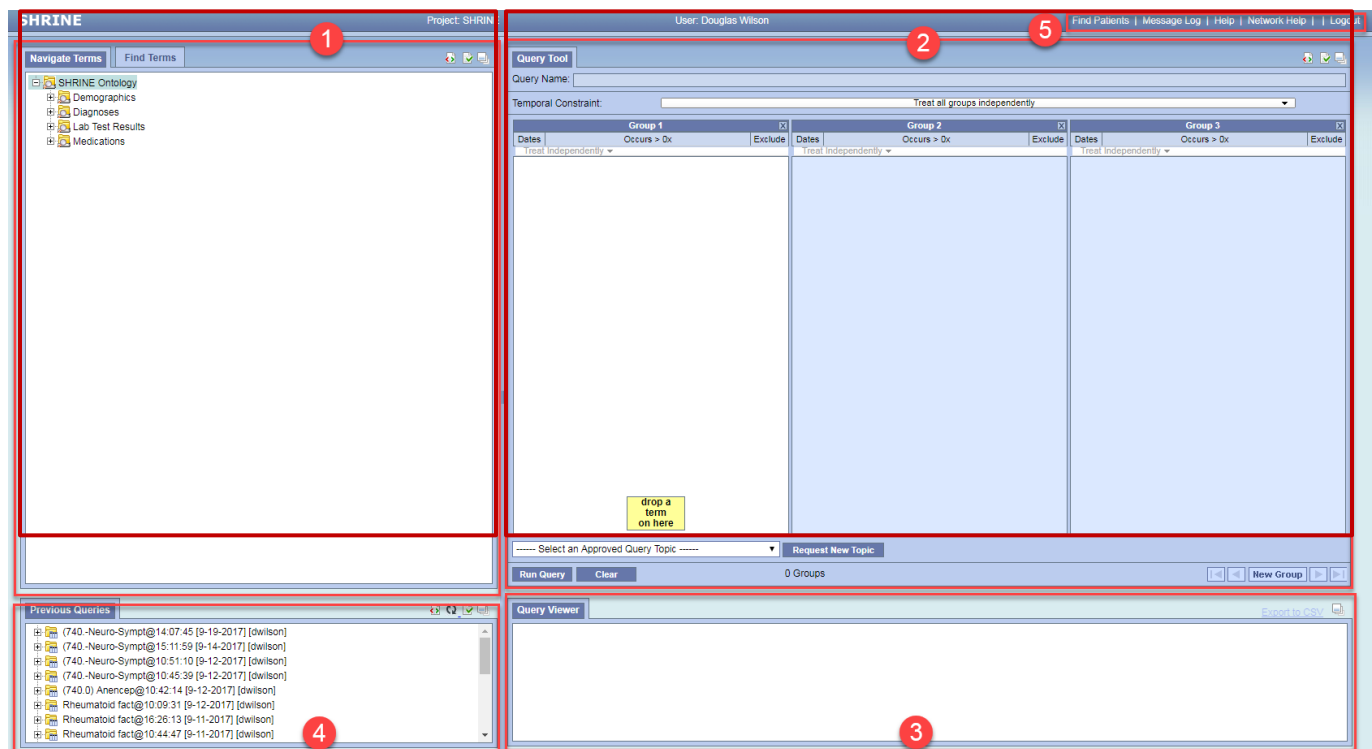 SHRINE Project: SHRINE User: Douglas Wilson Find Patients | Message Log | Help | Network Help | | Logout
1
2
5
Navigate Terms Find Terms
SHRINE Ontology
Demographics
Diagnoses
Lab Test Results
Medications
Query Tool
Query Name:
Temporal Constraint: Treat all groups independently
Group 1 X Group 2 X Group 3 X
Dates Occurs > 0x Exclude Dates Occurs > 0x Exclude Dates Occurs > 0x Exclude
Treat Independently Treat Independently Treat Independently
drop a
term
on here
------ Select an Approved Query Topic ------ Request New Topic
Run Query Clear 0 Groups New Group
Previous Queries
(740.-Neuro-Sympt@14:07:45 [9-19-2017] [dwilson]
(740.-Neuro-Sympt@15:11:59 [9-14-2017] [dwilson]
(740.-Neuro-Sympt@10:51:10 [9-12-2017] [dwilson]
(740.-Neuro-Sympt@10:45:39 [9-12-2017] [dwilson]
(740.0) Anencep@10:42:14 [9-12-2017] [dwilson]
Rheumatoid fact@10:09:31 [9-12-2017] [dwilson]
Rheumatoid fact@16:26:13 [9-11-2017] [dwilson]
Rheumatoid fact@10:44:47 [9-11-2017] [dwilson]
4
Query Viewer Export to CSV
3